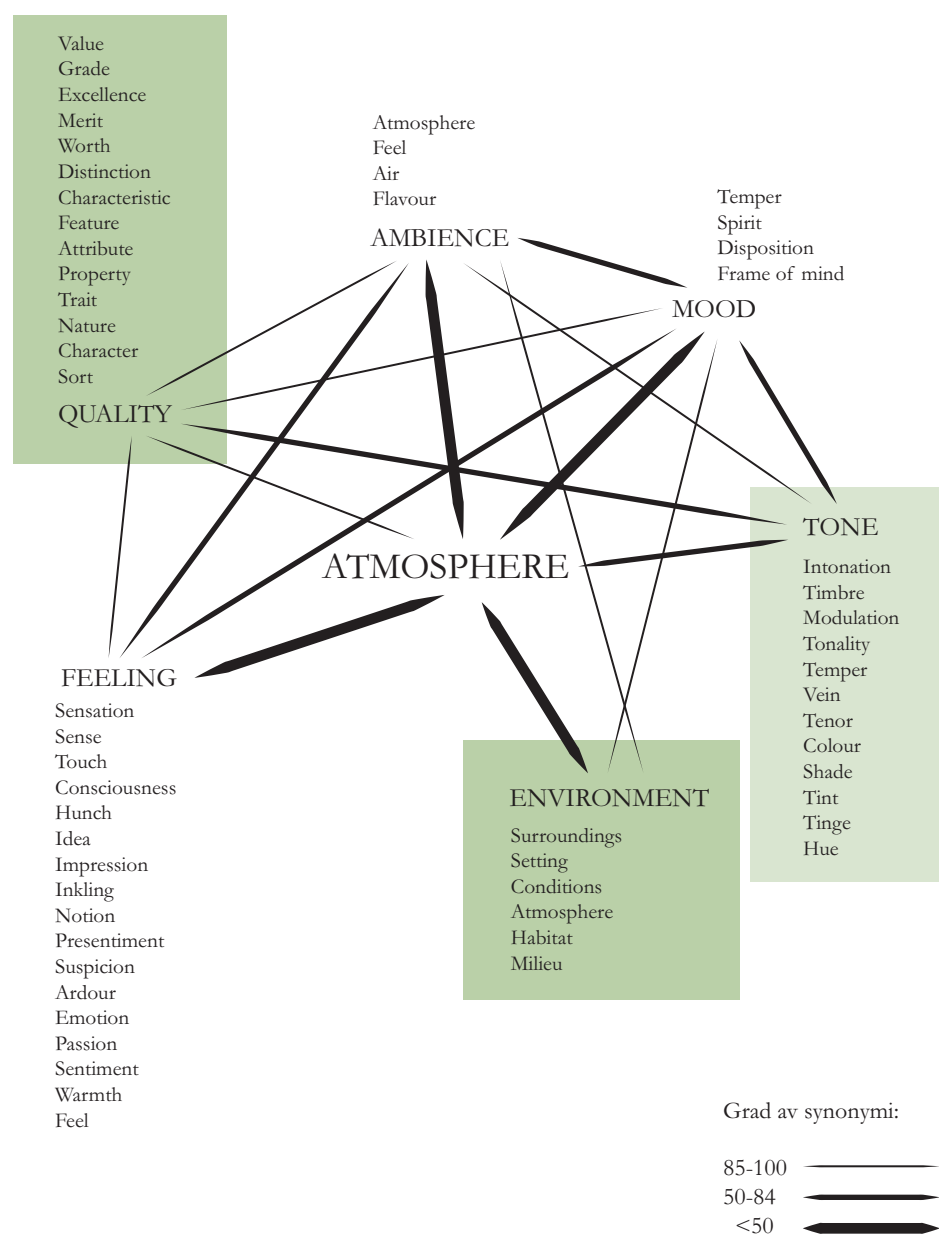 Value
Grade
Excellence
Merit
Worth
Distinction
Characteristic
Feature
Attribute
Property
Trait
Nature
Character
Sort
QUALITY
Atmosphere
Feel
Air
Flavour
AMBIENCE
Temper
Spirit
Disposition
Frame of mind
MOOD
ATMOSPHERE
TONE
Intonation
Timbre
Modulation
Tonality
Temper
Vein
Tenor
Colour
Shade
Tint
Tinge
Hue
FEELING
Sensation
Sense
Touch
Consciousness
Hunch
Idea
Impression
Inkling
Notion
Presentiment
Suspicion
Ardour
Emotion
Passion
Sentiment
Warmth
Feel
ENVIRONMENT
Surroundings
Setting
Conditions
Atmosphere
Habitat
Milieu
Grad av synonymi:
85-100
50-84
<50